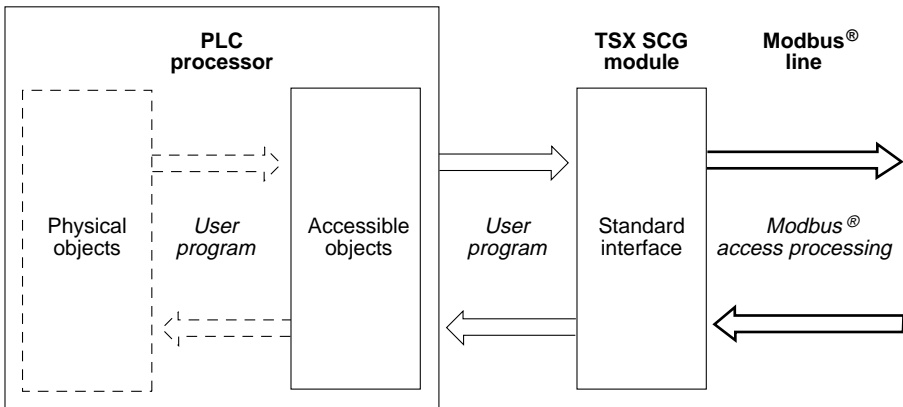 PLC
processor
TSX SCG
module
Modbus®
line
Physical
objects
User
program
Accessible
objects
User
program
Standard
interface
Modbus®
access processing